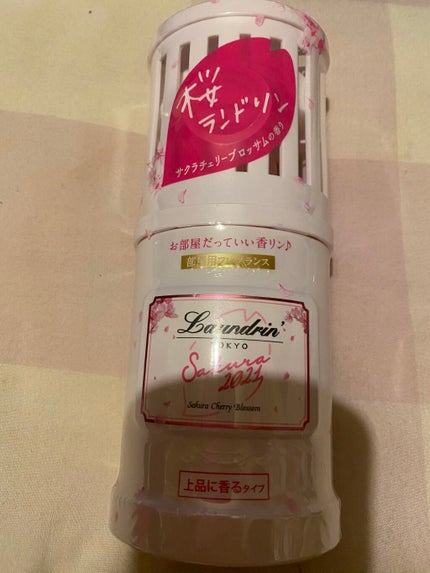 桜
ランドリン
サクラチェリーブロッサムの香り
お部屋だっていい香リン♪
部屋用フレグランス
Laundrin'
TOKYO
Sakura
2021
Sakura Cherry Blossom
上品に香るタイプ